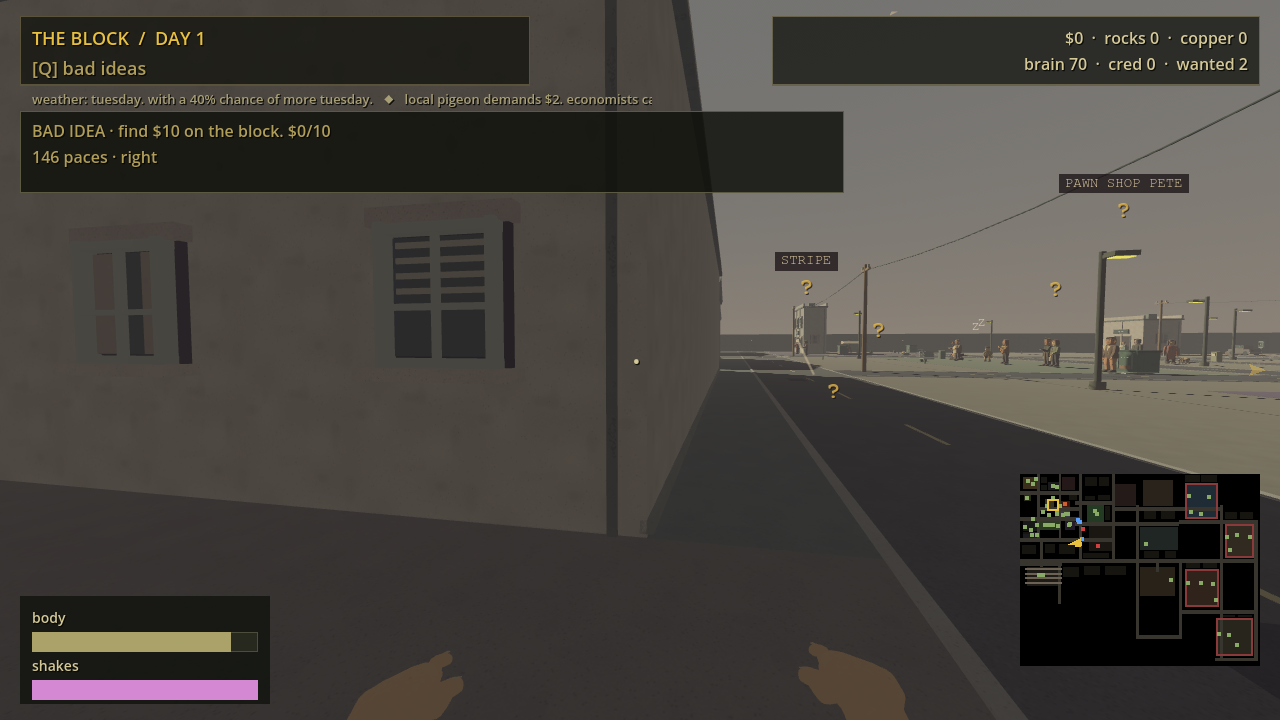 THE BLOCK / DAY 1
[Q] bad ideas
$0 · rocks 0 · copper 0
brain 70 · cred 0 · wanted 2
weather: tuesday. with a 40% chance of more tuesday. ◆ local pigeon demands $2. economists ca
BAD IDEA · find $10 on the block. $0/10
146 paces · right
PAWN SHOP PETE
?
STRIPE
?
?
?
zZ
?
body
shakes